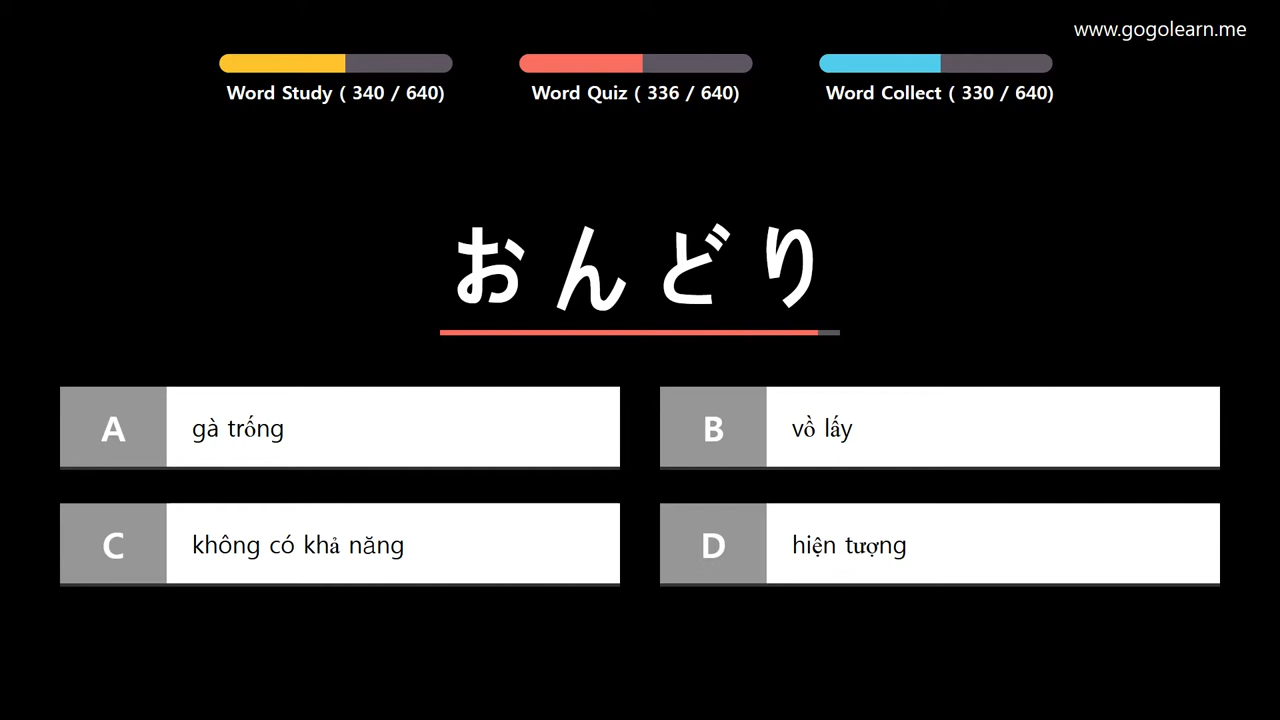 www.gogolearn.me
Word Study ( 340 / 640)
Word Quiz ( 336 / 640)
Word Collect ( 330 / 640)
おんどり
A gà trống
B vồ lấy
C không có khả năng
D hiện tượng